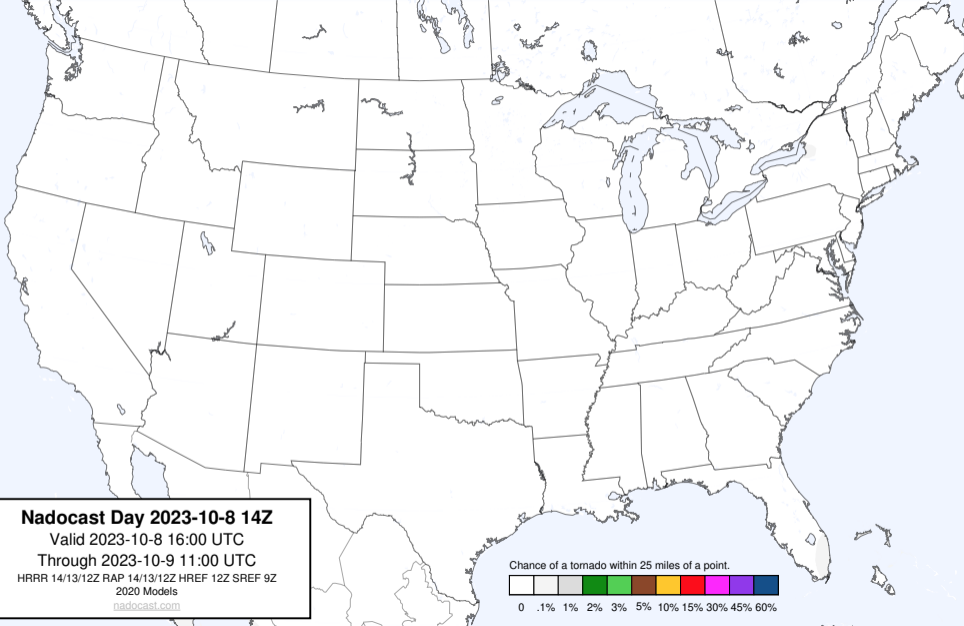 Nadocast Day 2023-10-8 14Z
Valid 2023-10-8 16:00 UTC
Through 2023-10-9 11:00 UTC
HRRR 14/13/12Z RAP 14/13/12Z HREF 12Z SREF 9Z
2020 Models
nadocast.com
Chance of a tornado within 25 miles of a point.
0 .1% 1% 2% 3% 5% 10% 15% 30% 45% 60%